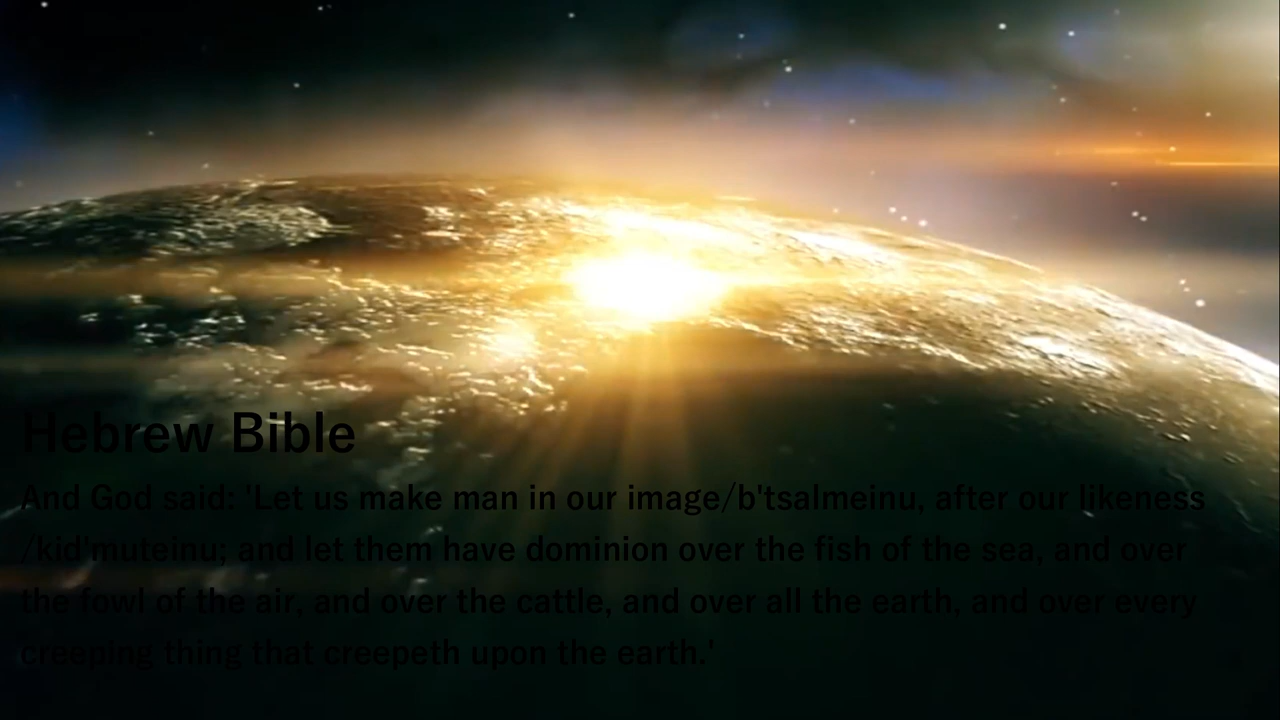 Hebrew Bible
And God said: 'Let us make man in our image/b'tsalmeinu, after our likeness
/kid'muteinu; and let them have dominion over the fish of the sea, and over
the fowl of the air, and over the cattle, and over all the earth, and over every
creeping thing that creepeth upon the earth.'